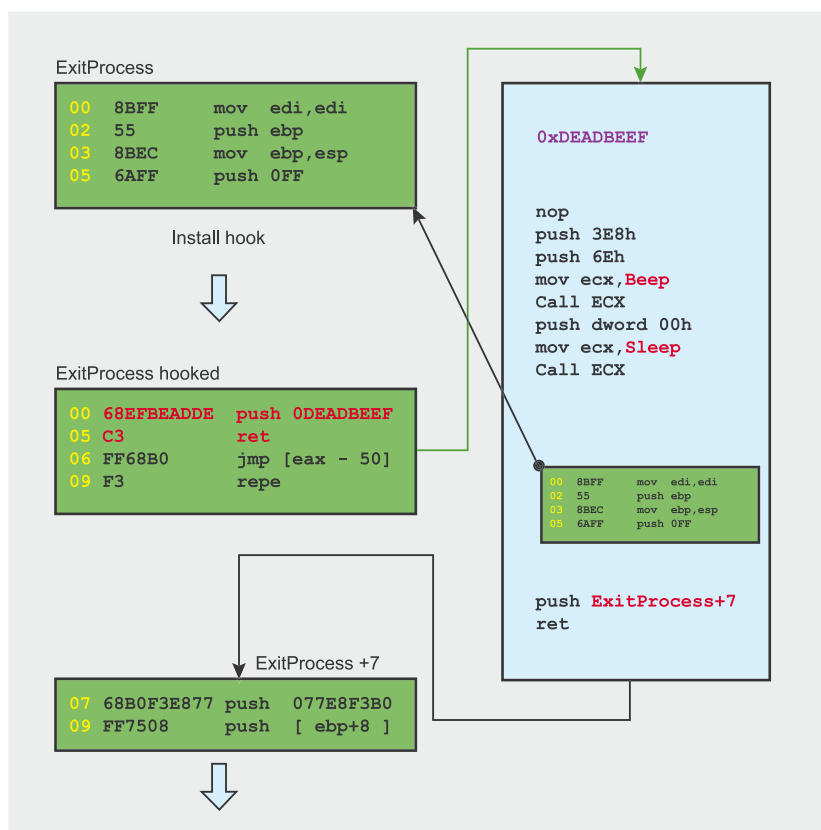 ExitProcess
00 8BFF mov edi,edi
02 55 push ebp
03 8BEC mov ebp,esp
05 6AFF push 0FF
Install hook
ExitProcess hooked
00 68EFBEADDE push 0DEADBEEF
05 C3 ret
06 FF68B0 jmp [eax - 50]
09 F3 repe
ExitProcess +7
07 68B0F3E877 push 077E8F3B0
09 FF7508 push [ ebp+8 ]
0xDEADBEEF
nop
push 3E8h
push 6Eh
mov ecx,Beep
Call ECX
push dword 00h
mov ecx,Sleep
Call ECX
00 8BFF mov edi,edi
02 55 push ebp
03 8BEC mov ebp,esp
05 6AFF push 0FF
push ExitProcess+7
ret